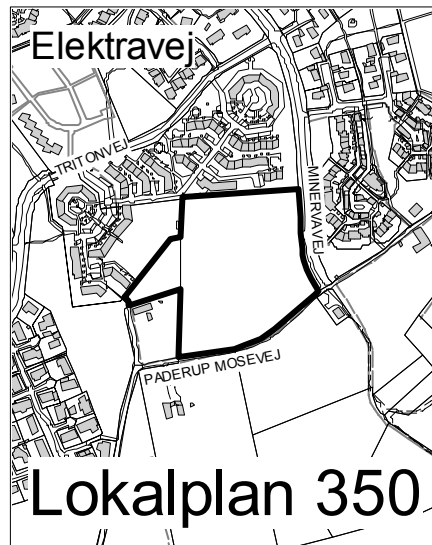 Elektravej
TRITONVEJ
MINERVAVEJ
PADERUP MOSEVEJ
Lokalplan 350